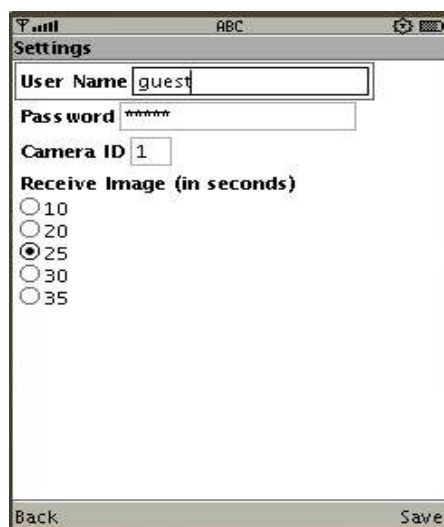 ABC
Settings
User Name guest
Password *****
Camera ID 1
Receive Image (in seconds)
10
20
25
30
35
Back Save